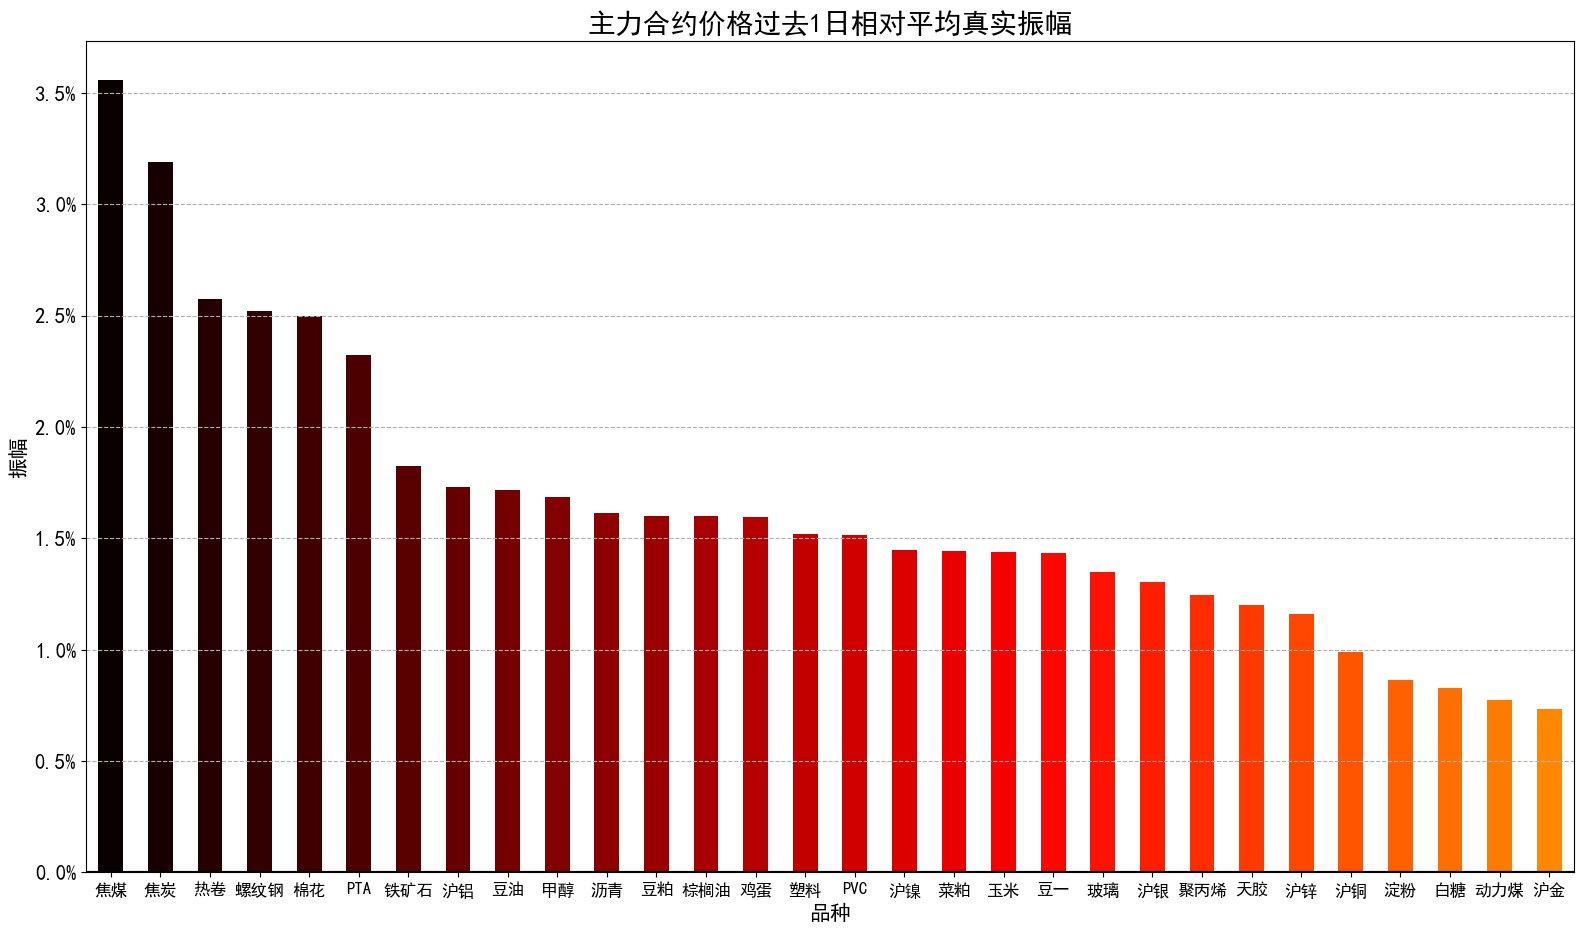 主力合约价格过去1日相对平均真实振幅
振幅
3.5%
3.0%
2.5%
2.0%
1.5%
1.0%
0.5%
0.0%
焦煤 焦炭 热卷 螺纹钢 棉花 PTA 铁矿石 沪铝 豆油 甲醇 沥青 豆粕 棕榈油 鸡蛋 塑料 PVC 沪镍 菜粕 玉米 豆一 玻璃 沪银 聚丙烯 天胶 沪锌 沪铜 淀粉 白糖 动力煤 沪金
品种